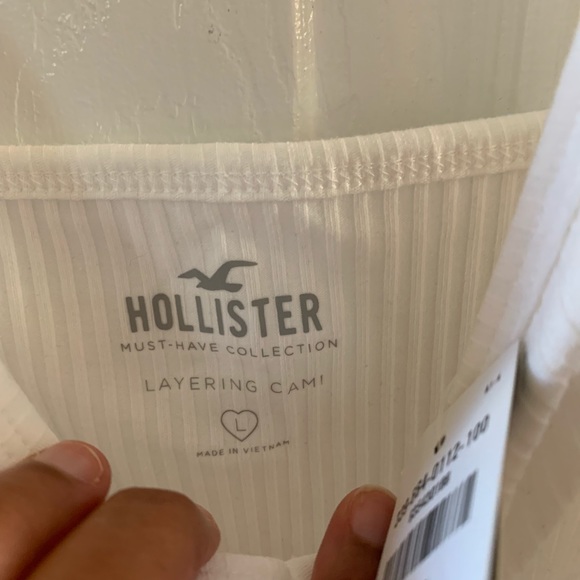 HOLLISTER
MUST-HAVE COLLECTION
LAYERING CAMI
L
MADE IN VIETNAM